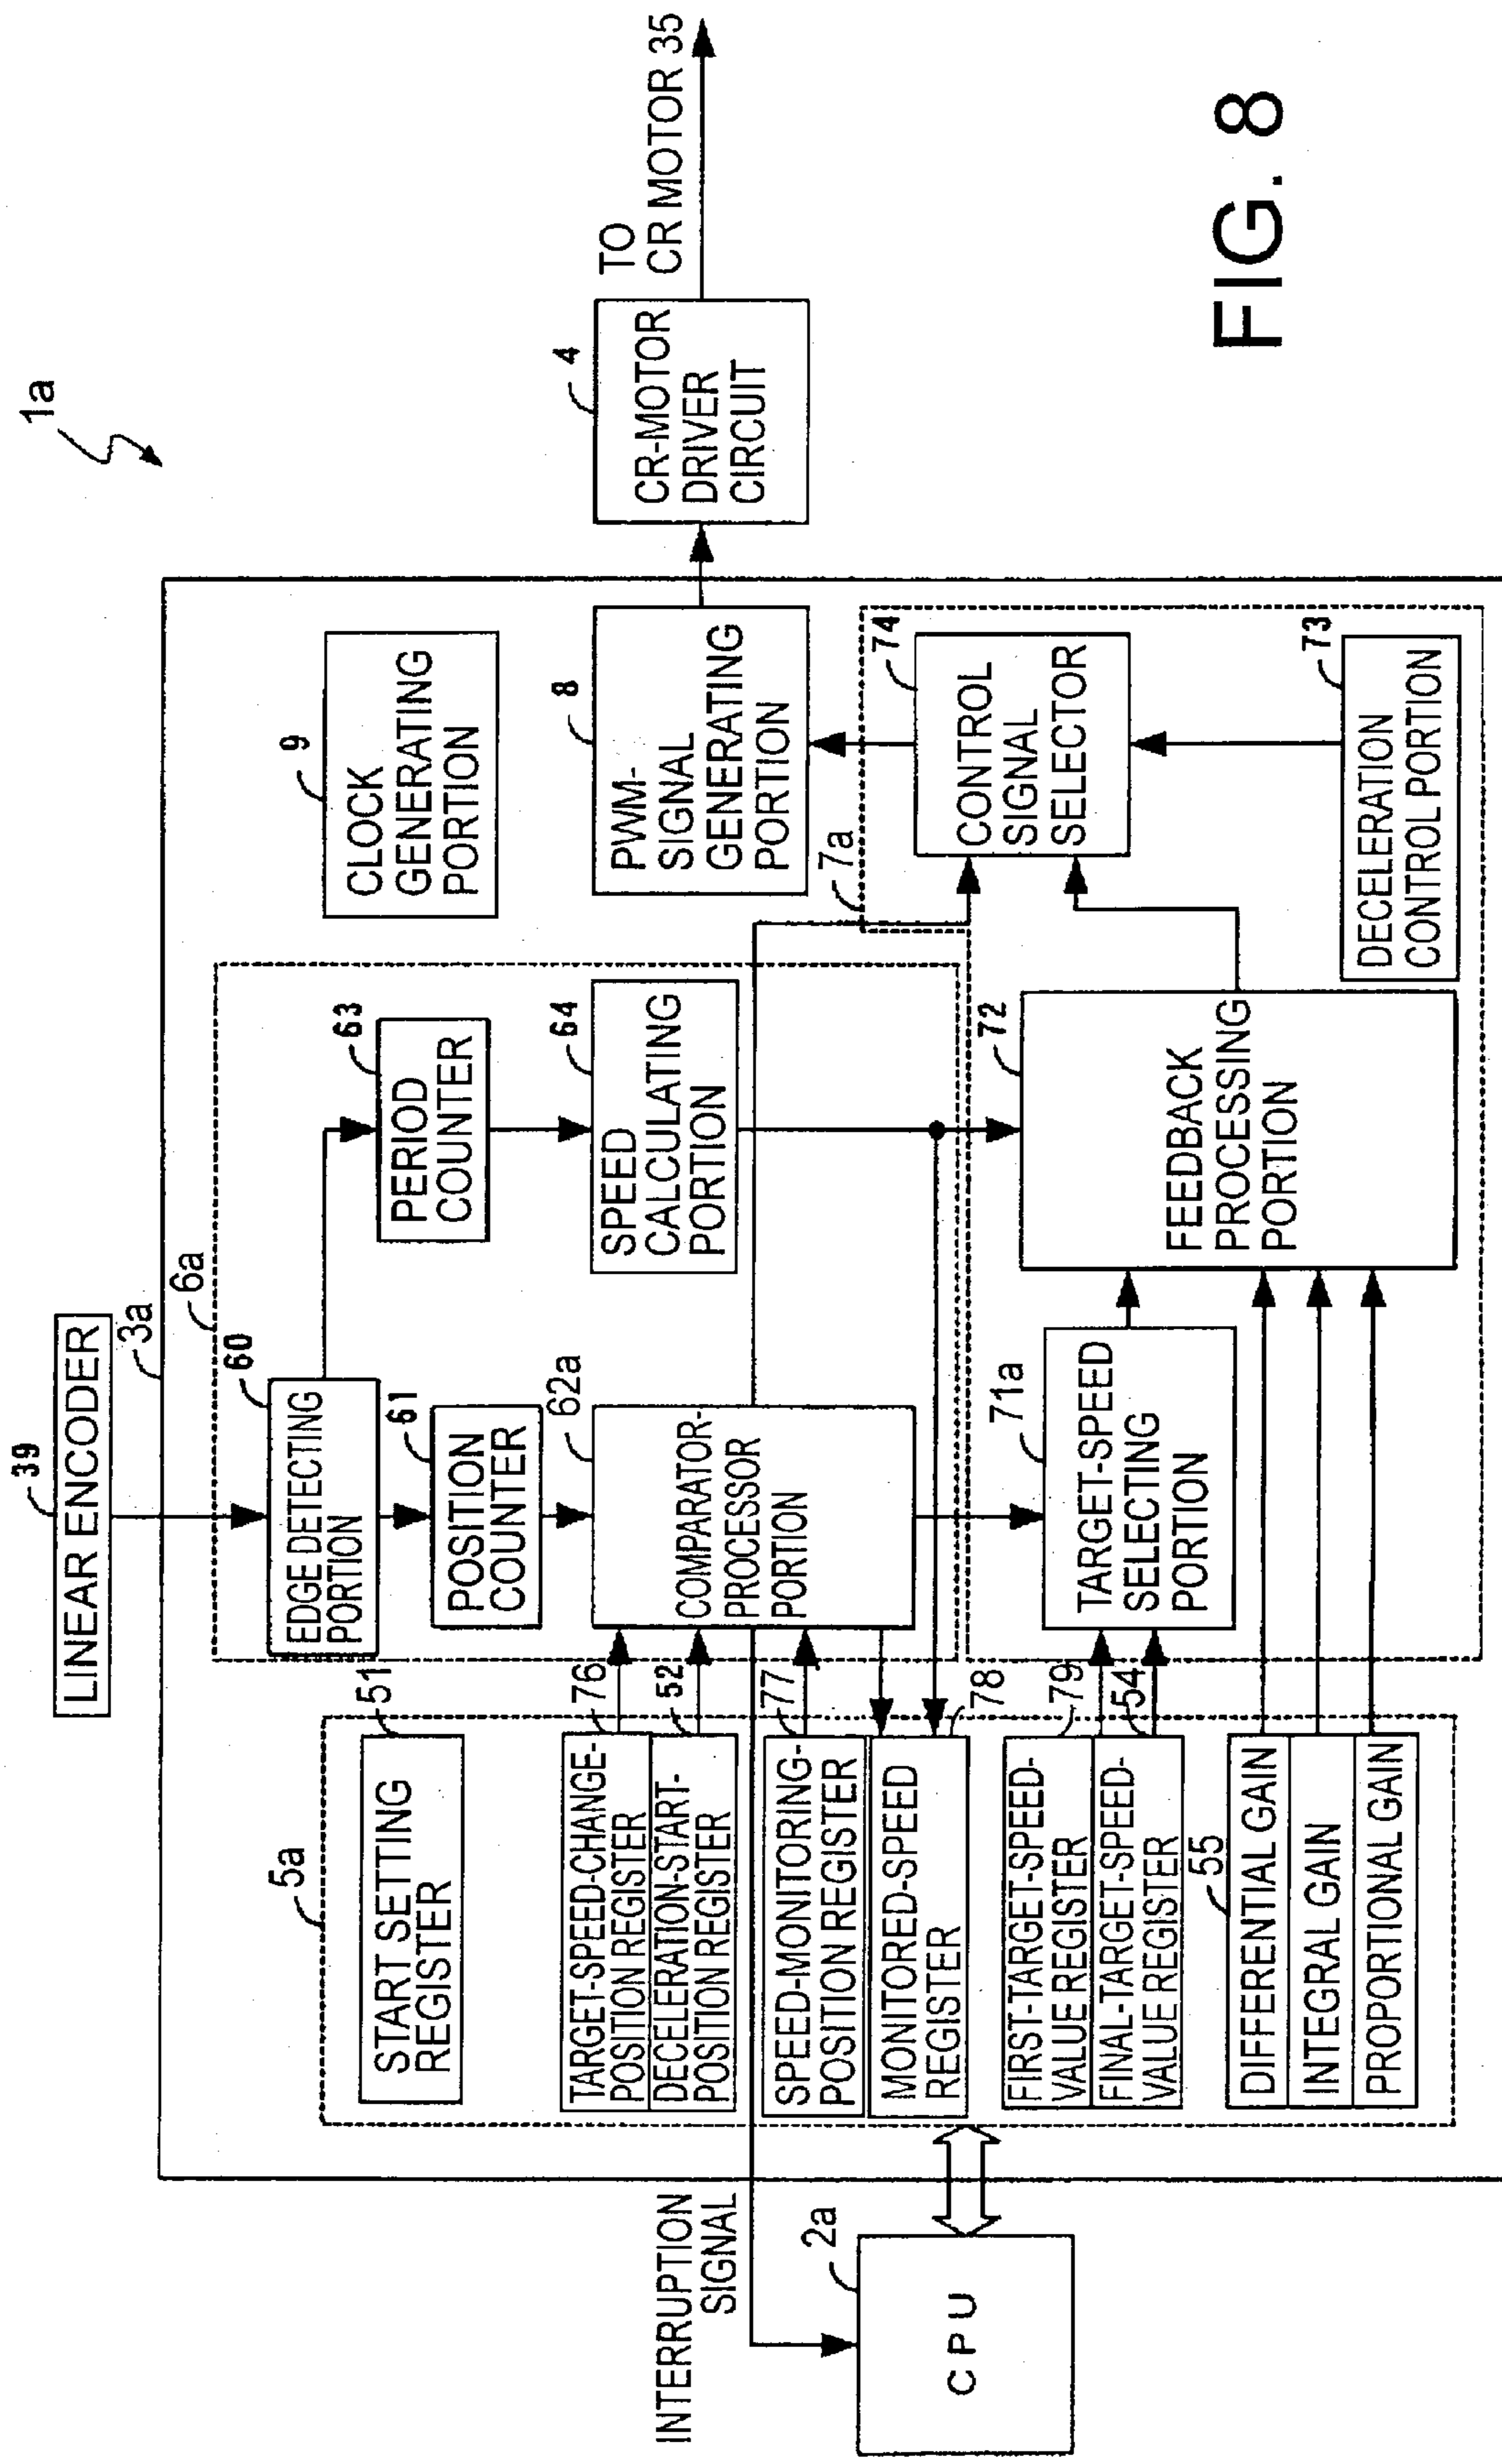 1a
39
LINEAR ENCODER
3a
5a
START SETTING
REGISTER
51
6a
60
EDGE DETECTING
PORTION
61
POSITION
COUNTER
63
PERIOD
COUNTER
9
CLOCK
GENERATING
PORTION
INTERRUPTION
SIGNAL
TARGET-SPEED-CHANGE-
POSITION REGISTER
76
DECELERATION-START-
POSITION REGISTER
52
62a
COMPARATOR-
PROCESSOR
PORTION
64
SPEED
CALCULATING
PORTION
8
PWM-
SIGNAL
GENERATING
PORTION
4
CR-MOTOR
DRIVER
CIRCUIT
TO
CR MOTOR 35
2a
CPU
SPEED-MONITORING-
POSITION REGISTER
77
MONITORED-SPEED
REGISTER
78
7a
74
CONTROL
SIGNAL
SELECTOR
FIRST-TARGET-SPEED-
VALUE REGISTER
79
FINAL-TARGET-SPEED-
VALUE REGISTER
54
71a
TARGET-SPEED
SELECTING
PORTION
72
FEEDBACK
PROCESSING
PORTION
55
DIFFERENTIAL GAIN
INTEGRAL GAIN
PROPORTIONAL GAIN
73
DECELERATION
CONTROL PORTION
FIG. 8